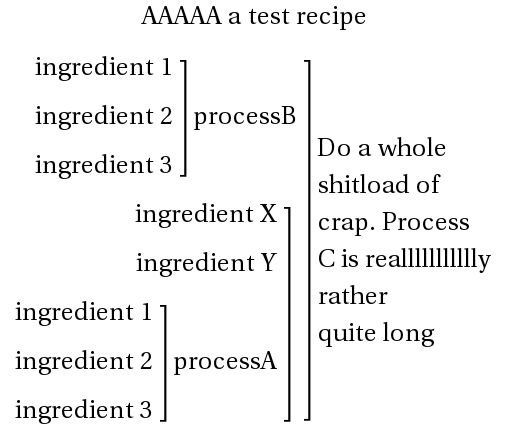 AAAAA a test recipe
ingredient 1
ingredient 2
processB
ingredient 3
Do a whole
shitload of
crap. Process
C is realllllllllllly
rather
quite long
ingredient X
ingredient Y
ingredient 1
ingredient 2
processA
ingredient 3